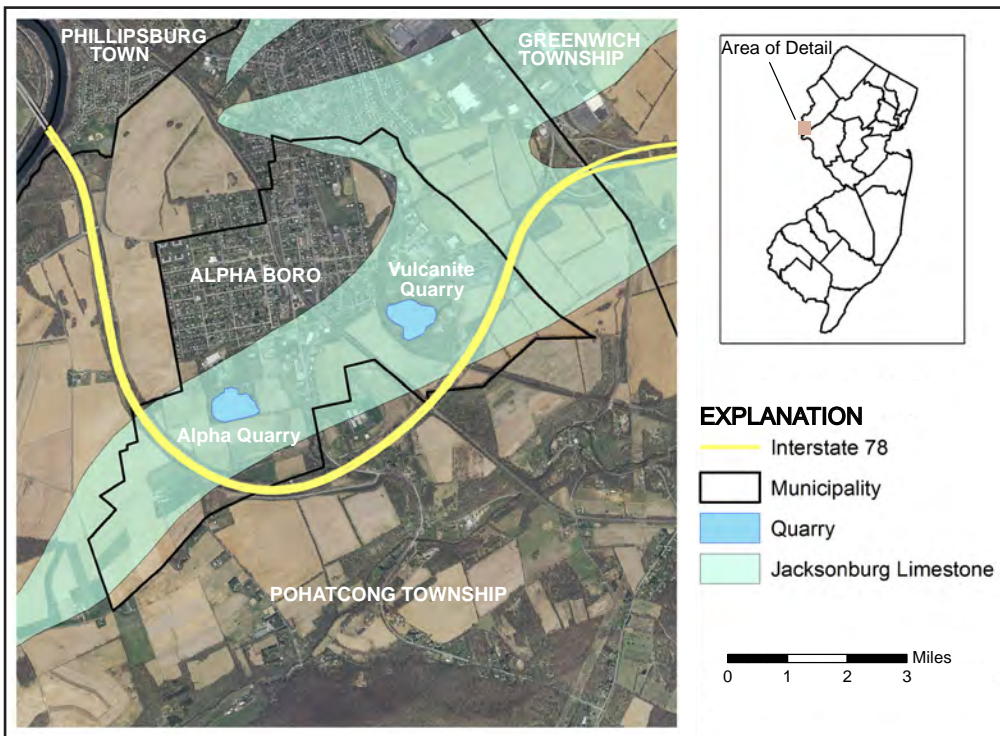 PHILLIPSBURG
TOWN
GREENWICH
TOWNSHIP
ALPHA BORO
Vulcanite
Quarry
Alpha Quarry
POHATCONG TOWNSHIP
Area of Detail
EXPLANATION
Interstate 78
Municipality
Quarry
Jacksonburg Limestone
Miles
0 1 2 3